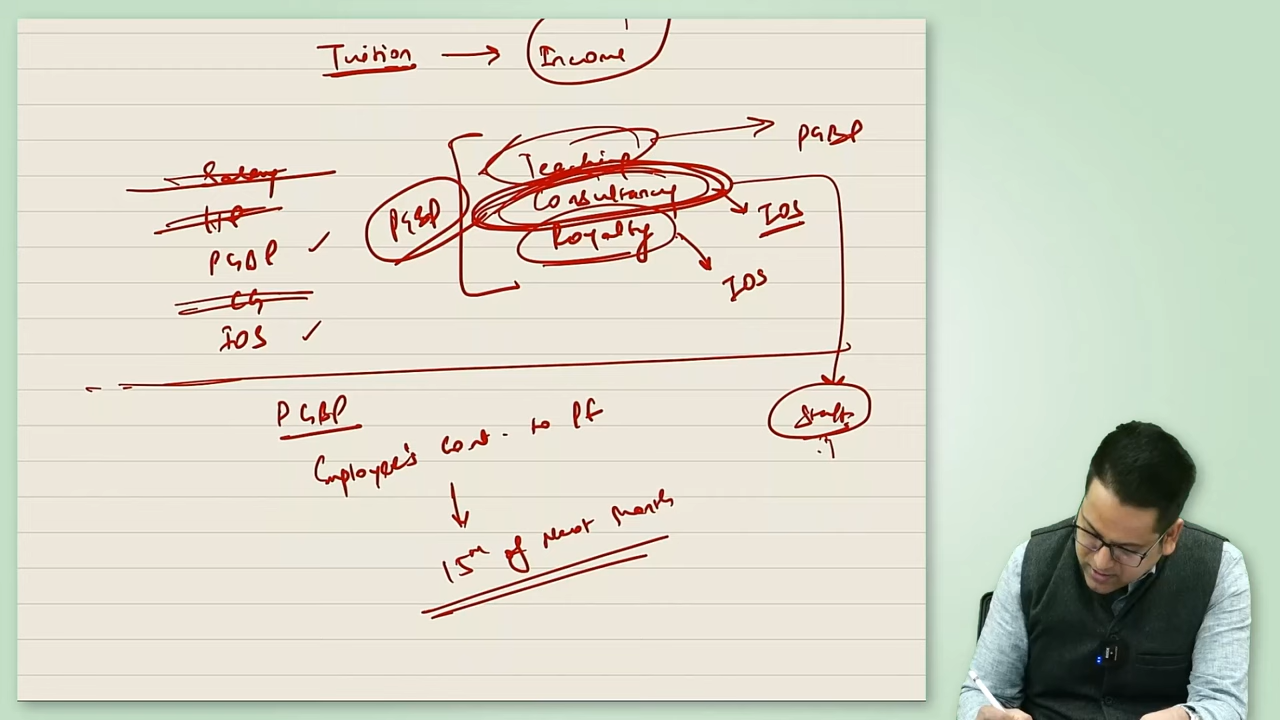 Tuition → Income
Teaching → PGBP
Salary
Consultancy → IOS
HP
PGBP
Royalty → IOS
PGBP ✓
CG
IOS ✓
PGBP
Staff
Employee's cont. to PF
↓
15th of next month